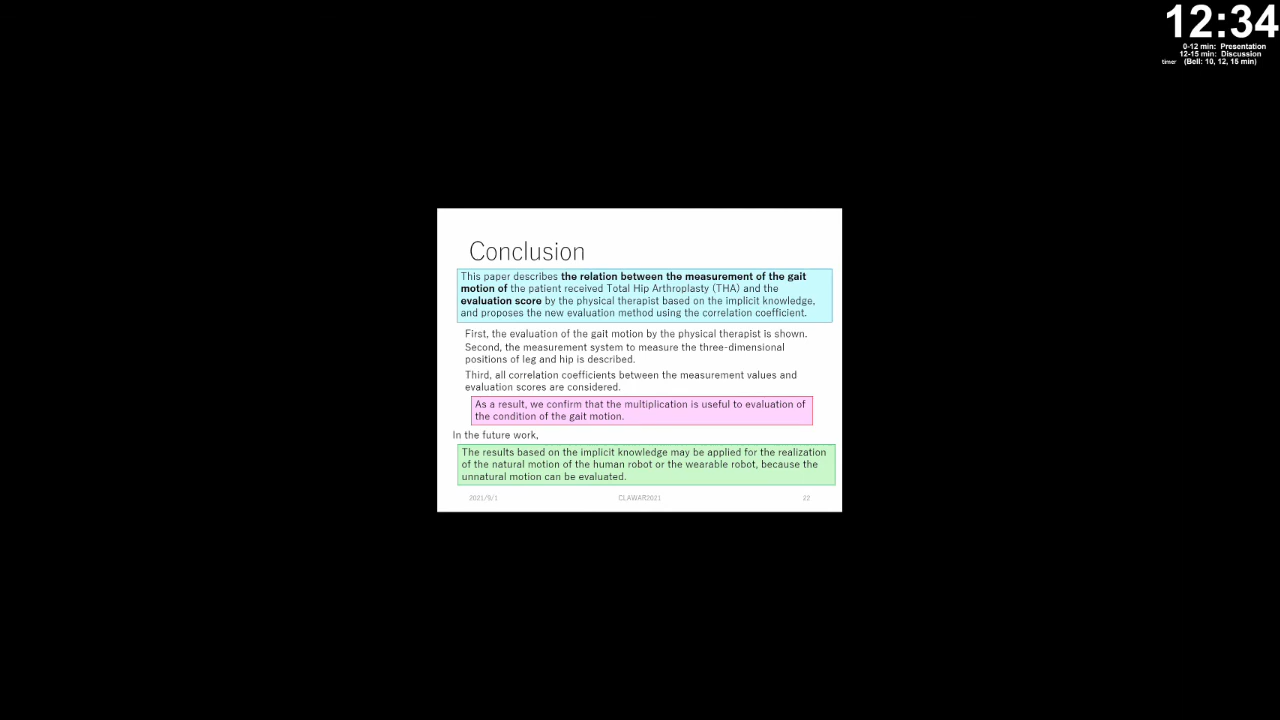 12:34
0-12 min: Presentation
12-15 min: Discussion
timer (Bell: 10, 12, 15 min)
Conclusion
This paper describes the relation between the measurement of the gait
motion of the patient received Total Hip Arthroplasty (THA) and the
evaluation score by the physical therapist based on the implicit knowledge,
and proposes the new evaluation method using the correlation coefficient.
First, the evaluation of the gait motion by the physical therapist is shown.
Second, the measurement system to measure the three-dimensional
positions of leg and hip is described.
Third, all correlation coefficients between the measurement values and
evaluation scores are considered.
As a result, we confirm that the multiplication is useful to evaluation of
the condition of the gait motion.
In the future work,
The results based on the implicit knowledge may be applied for the realization
of the natural motion of the human robot or the wearable robot, because the
unnatural motion can be evaluated.
2021/9/1 CLAWAR2021 22